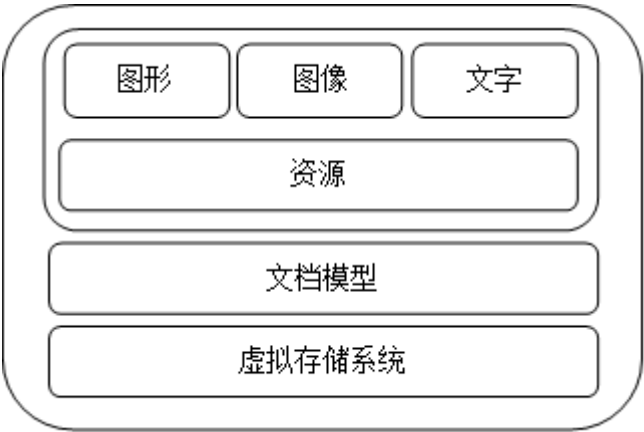 图形 图像 文字
资源
文档模型
虚拟存储系统